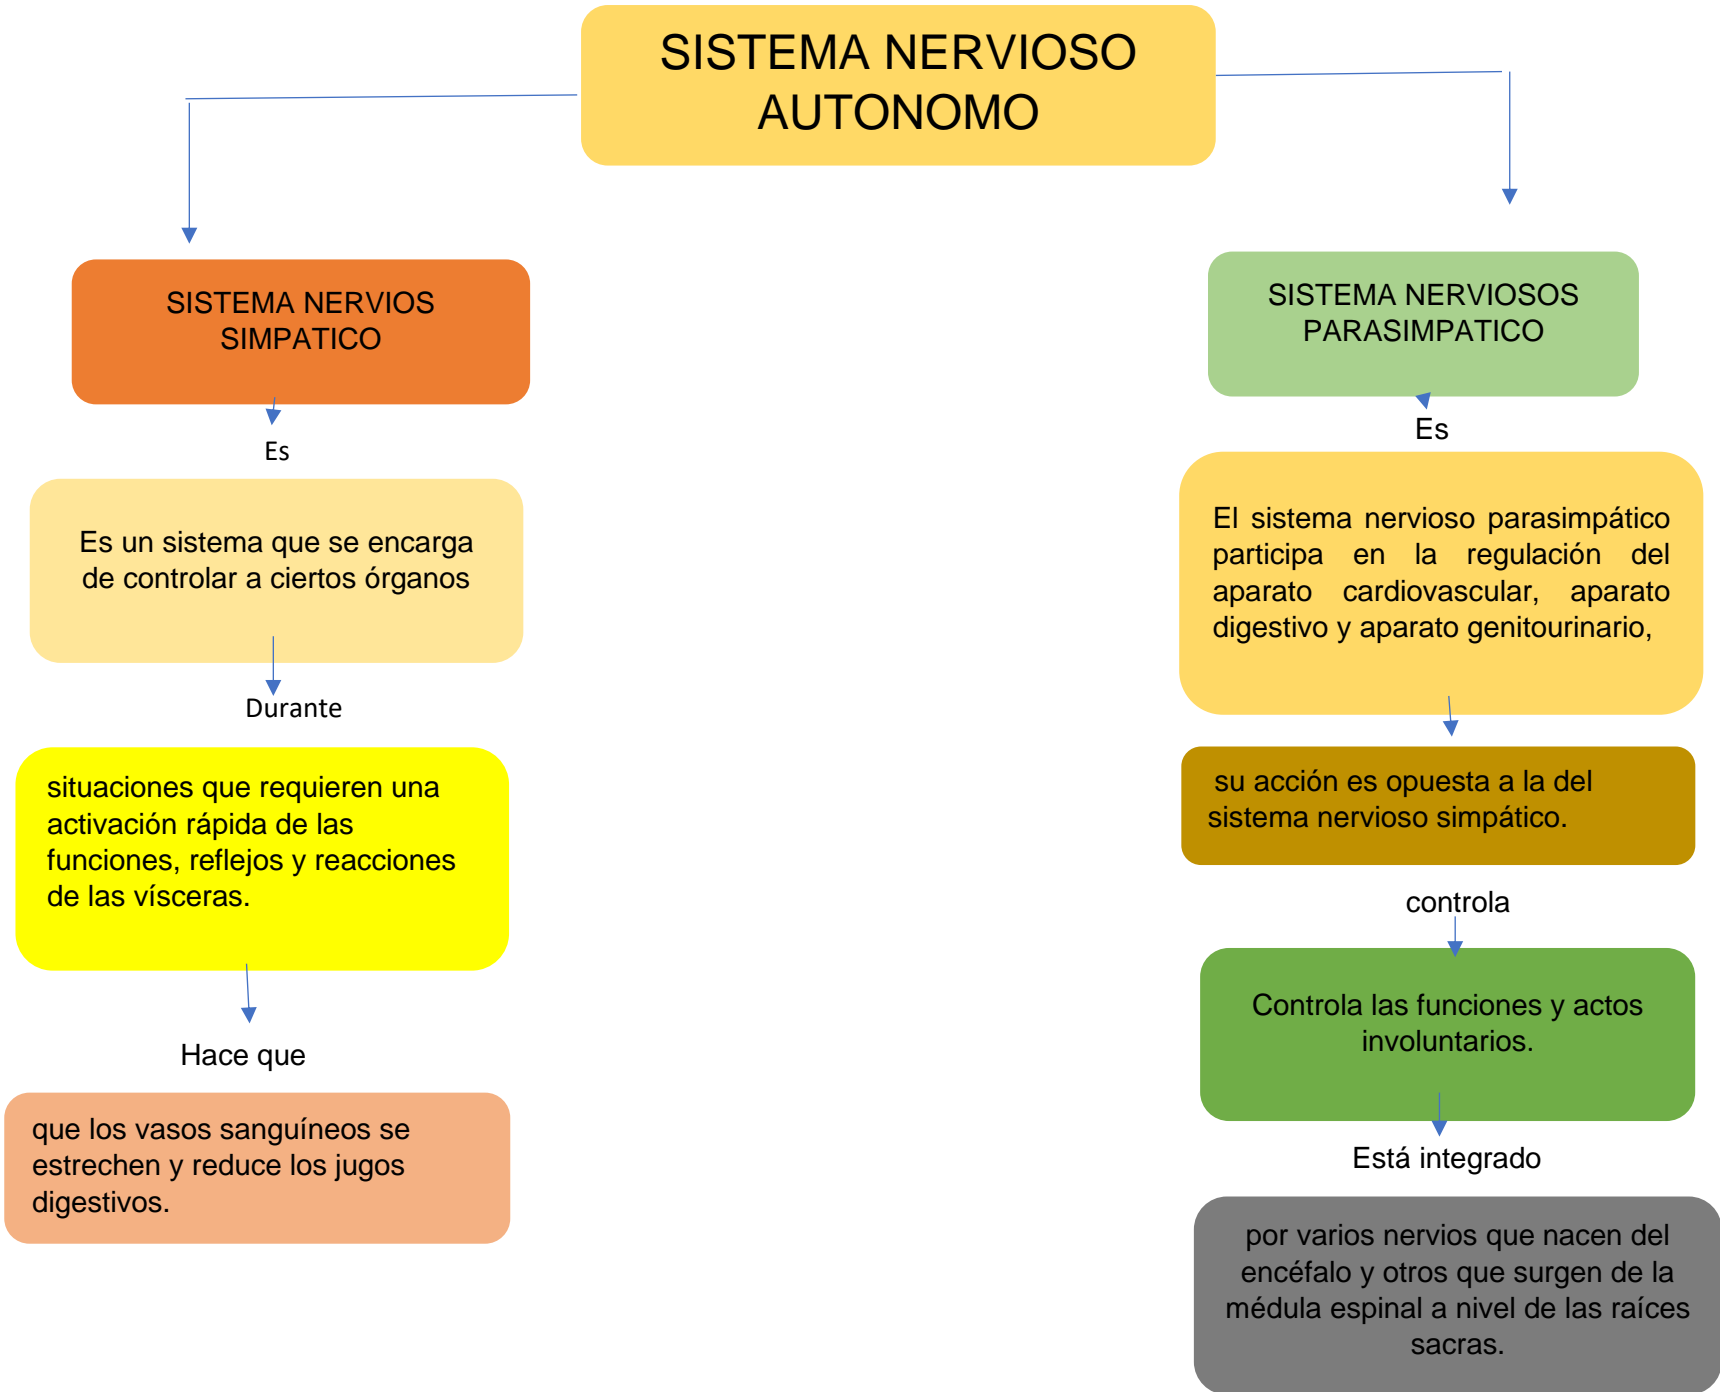 SISTEMA NERVIOSO
AUTONOMO
SISTEMA NERVIOS
SIMPATICO
Es
Es un sistema que se encarga
de controlar a ciertos órganos
Durante
situaciones que requieren una
activación rápida de las
funciones, reflejos y reacciones
de las vísceras.
Hace que
que los vasos sanguíneos se
estrechen y reduce los jugos
digestivos.
SISTEMA NERVIOSOS
PARASIMPATICO
Es
El sistema nervioso parasimpático
participa en la regulación del
aparato cardiovascular, aparato
digestivo y aparato genitourinario,
su acción es opuesta a la del
sistema nervioso simpático.
controla
Controla las funciones y actos
involuntarios.
Está integrado
por varios nervios que nacen del
encéfalo y otros que surgen de la
médula espinal a nivel de las raíces
sacras.